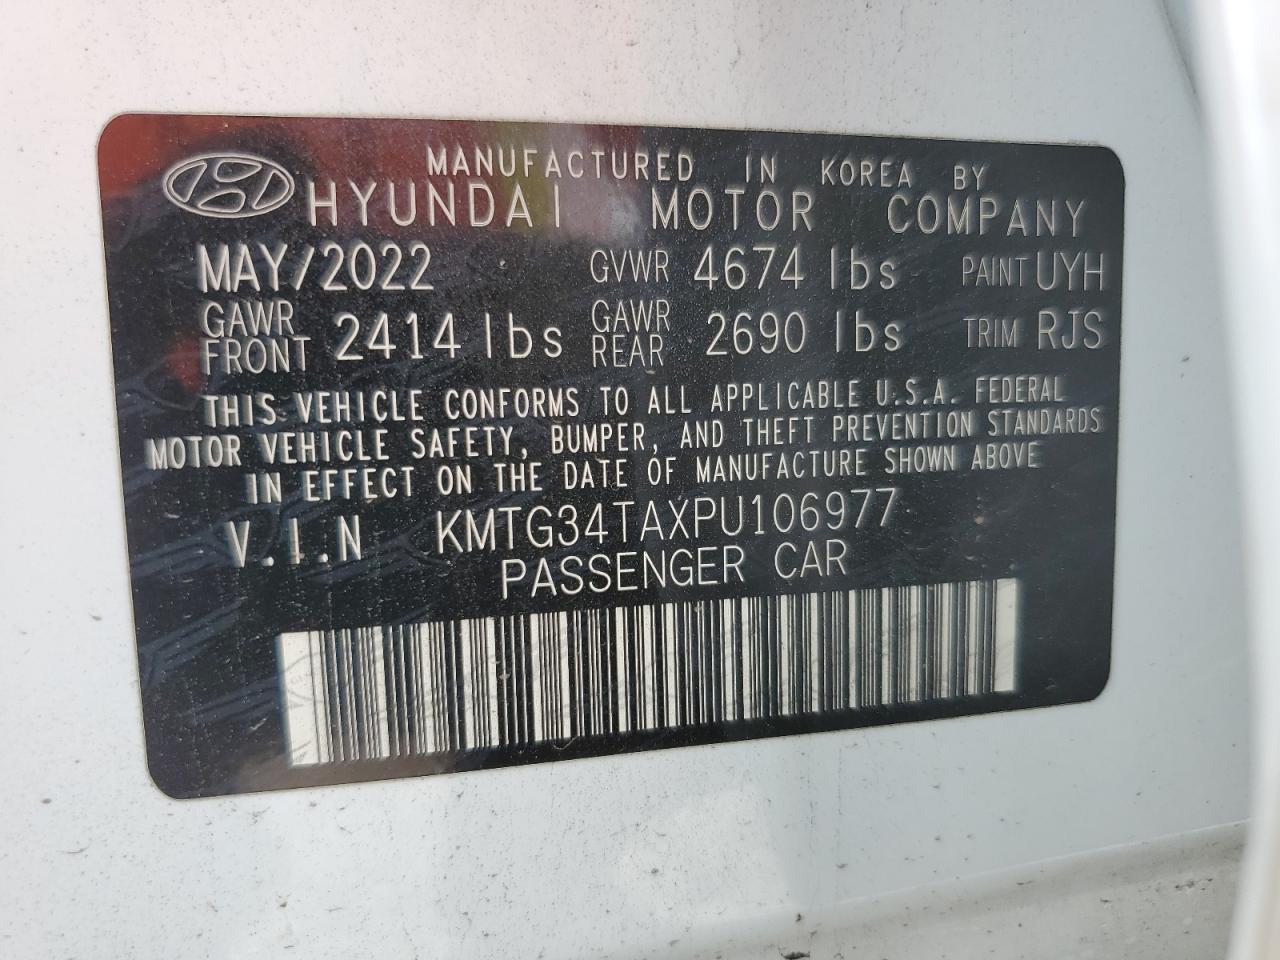 MANUFACTURED IN KOREA BY
HYUNDAI MOTOR COMPANY
MAY/2022 GVWR 4674 lbs PAINT UYH
GAWR FRONT 2414 lbs GAWR REAR 2690 lbs TRIM RJS
THIS VEHICLE CONFORMS TO ALL APPLICABLE U.S.A. FEDERAL
MOTOR VEHICLE SAFETY, BUMPER, AND THEFT PREVENTION STANDARDS
IN EFFECT ON THE DATE OF MANUFACTURE SHOWN ABOVE
V.I.N KMTG34TAXPU106977
PASSENGER CAR